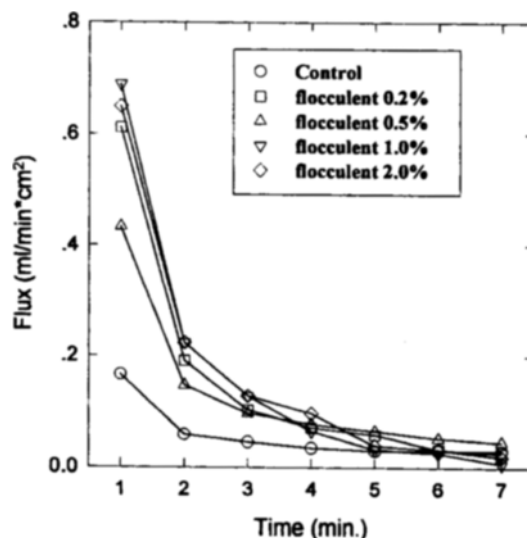 .8
.6
.4
.2
0.0
Flux (ml/min*cm²)
Control
flocculent 0.2%
flocculent 0.5%
flocculent 1.0%
flocculent 2.0%
1 2 3 4 5 6 7
Time (min.)